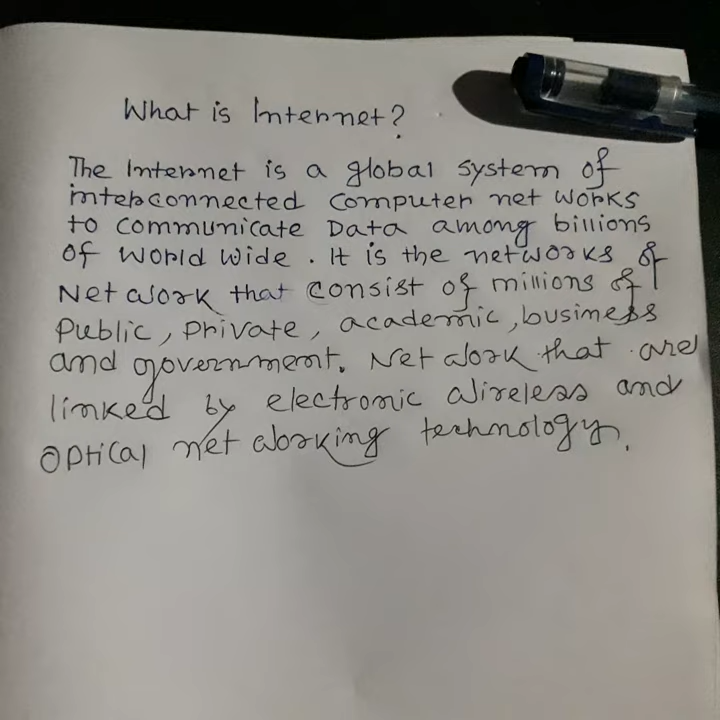 What is Internet?
The Internet is a global system of
interconnected computer net works
to communicate Data among billions
of world wide. It is the networks of
Net work that consist of millions of
Public, Private, academic, business
and government. Net work that are
linked by electronic wireless and
optical net working technology.